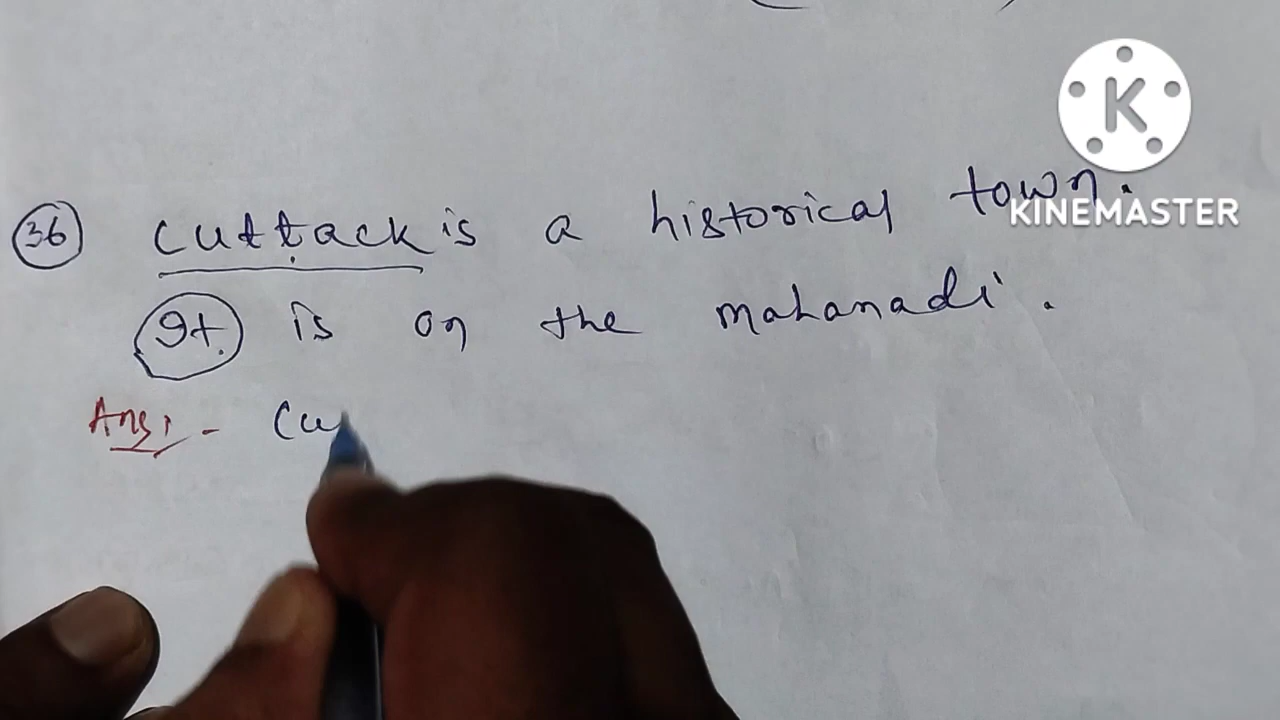 KINEMASTER
36 cuttack is a historical town.
It is on the mahanadi.
Ans:- Cu